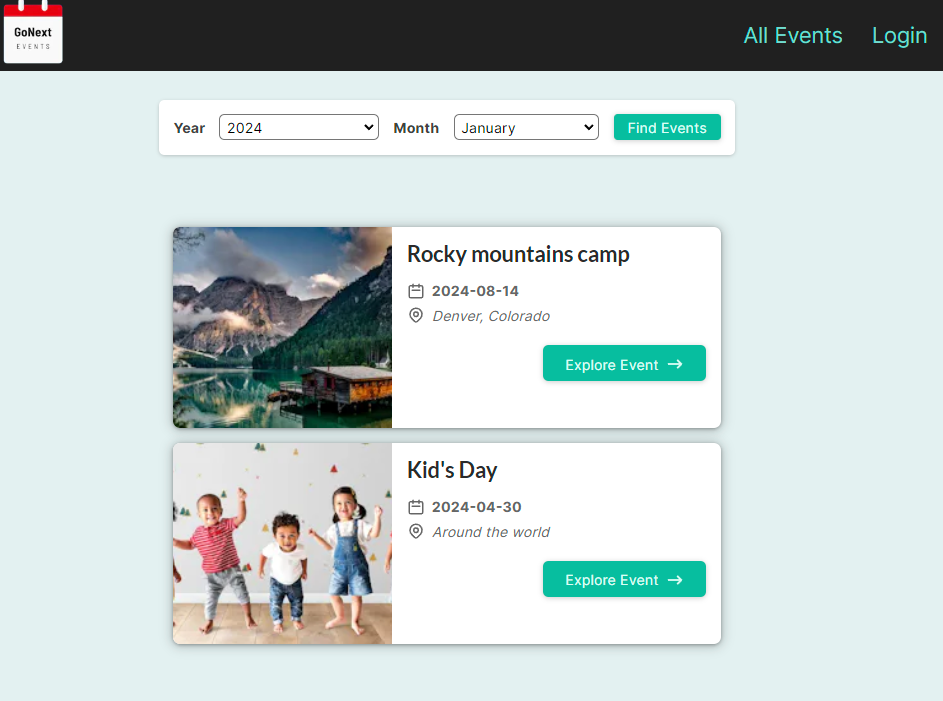 GoNext
EVENTS
All Events Login
Year 2024 Month January Find Events
Rocky mountains camp
2024-08-14
Denver, Colorado
Explore Event →
Kid's Day
2024-04-30
Around the world
Explore Event →